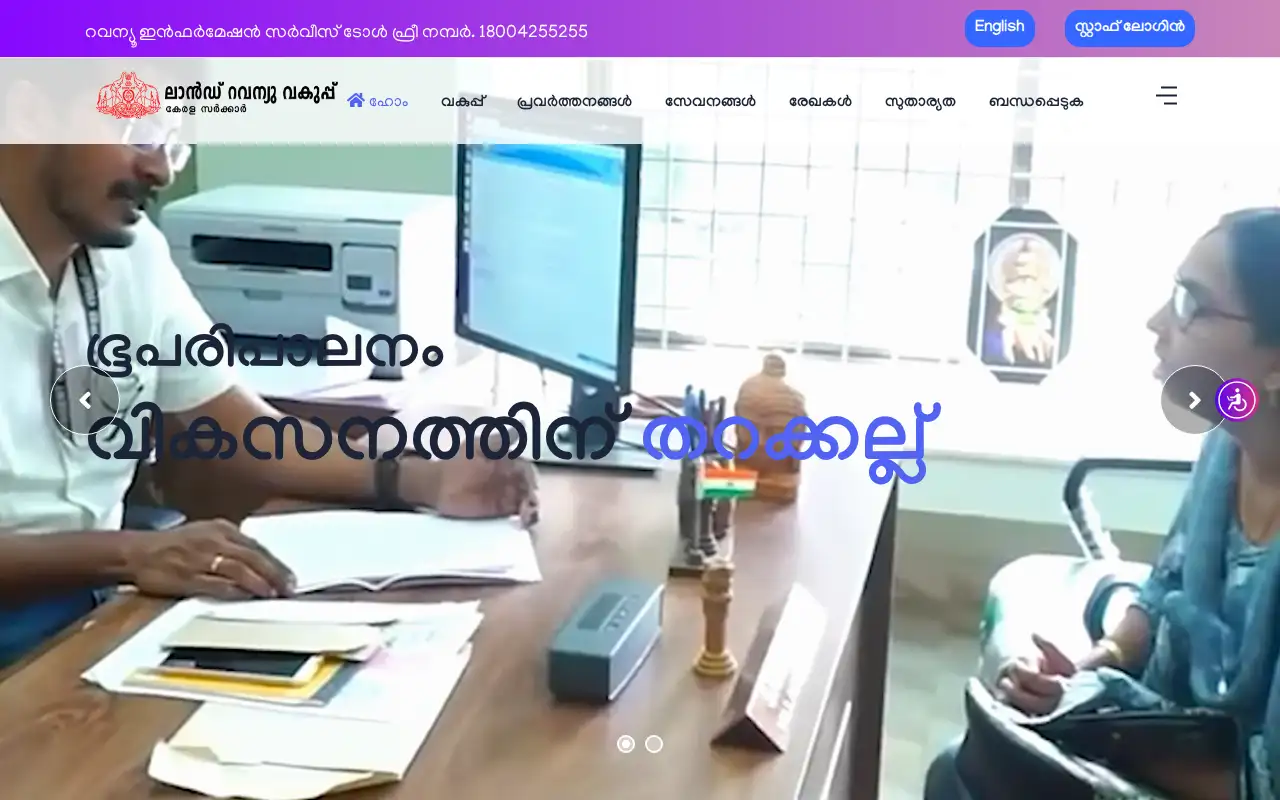 റവന്യൂ ഇൻഫർമേഷൻ സർവീസ് ടോൾ ഫ്രീ നമ്പർ. 18004255255
English
സ്റ്റാഫ് ലോഗിൻ
ലാൻഡ് റവന്യു വകുപ്പ്
കേരള സർക്കാർ
ഹോം
വകുപ്പ്
പ്രവർത്തനങ്ങൾ
സേവനങ്ങൾ
രേഖകൾ
സുതാര്യത
ബന്ധപ്പെടുക
ഭൂപരിപാലനം
വികസനത്തിന് തറക്കല്ല്